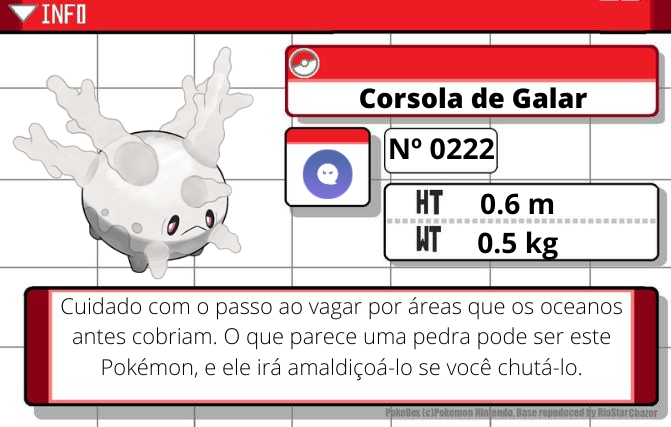 INFO
Corsola de Galar
Nº 0222
HT 0.6 m
WT 0.5 kg
Cuidado com o passo ao vagar por áreas que os oceanos
antes cobriam. O que parece uma pedra pode ser este
Pokémon, e ele irá amaldiçoá-lo se você chutá-lo.
PokeDex (c)Pokemon Nintendo. Base repoduced by RiaStarChazer